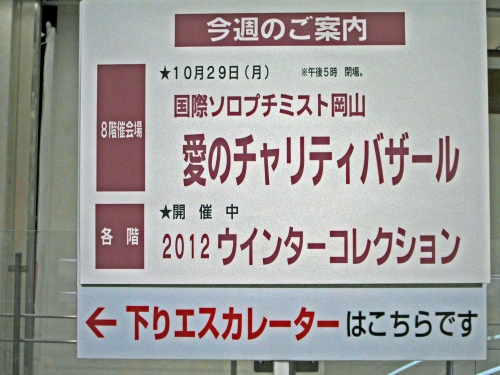 今週のご案内
8階催会場
★10月29日(月) ※午後5時 閉場。
国際ソロプチミスト岡山
愛のチャリティバザール
各階
★開催中
2012 ウインターコレクション
← 下りエスカレーターはこちらです